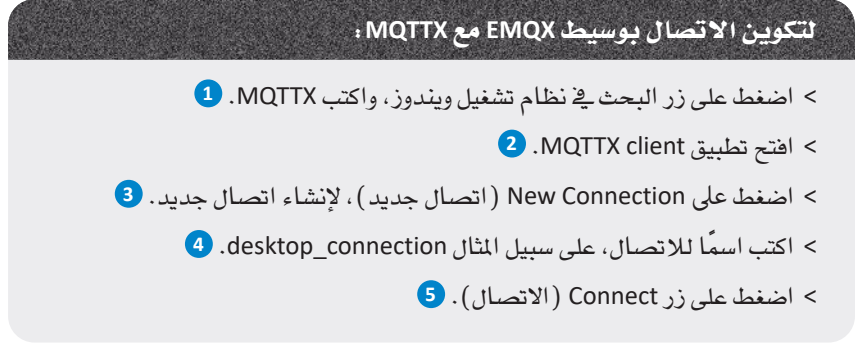 لتكوين الاتصال بوسيط EMQX مع MQTTX:
> اضغط على زر البحث في نظام تشغيل ويندوز، واكتب MQTTX. 1
> افتح تطبيق MQTTX client. 2
> اضغط على New Connection (اتصال جديد)، لإنشاء اتصال جديد. 3
> اكتب اسمًا للاتصال، على سبيل المثال desktop_connection. 4
> اضغط على زر Connect (الاتصال). 5